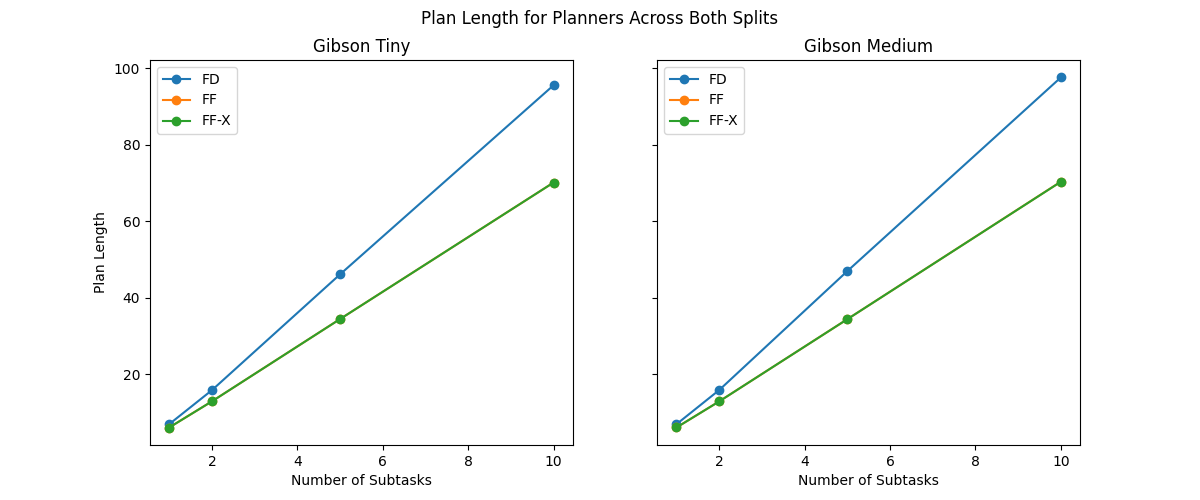 Plan Length for Planners Across Both Splits
Gibson Tiny
FD
FF
FF-X
100
80
60
40
20
Plan Length
2
4
6
8
10
Number of Subtasks
Gibson Medium
FD
FF
FF-X
2
4
6
8
10
Number of Subtasks